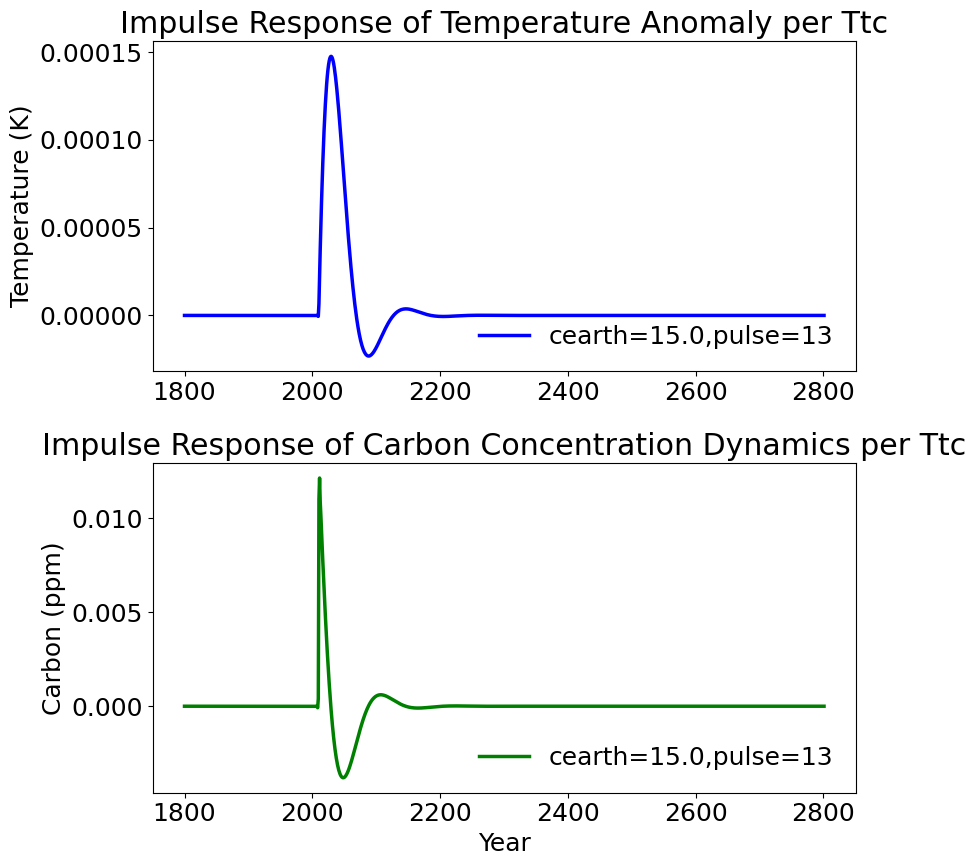 Impulse Response of Temperature Anomaly per Ttc
0.00015
0.00010
0.00005
0.00000
Temperature (K)
cearth=15.0,pulse=13
1800 2000 2200 2400 2600 2800
Impulse Response of Carbon Concentration Dynamics per Ttc
0.010
0.005
0.000
Carbon (ppm)
cearth=15.0,pulse=13
1800 2000 2200 2400 2600 2800
Year